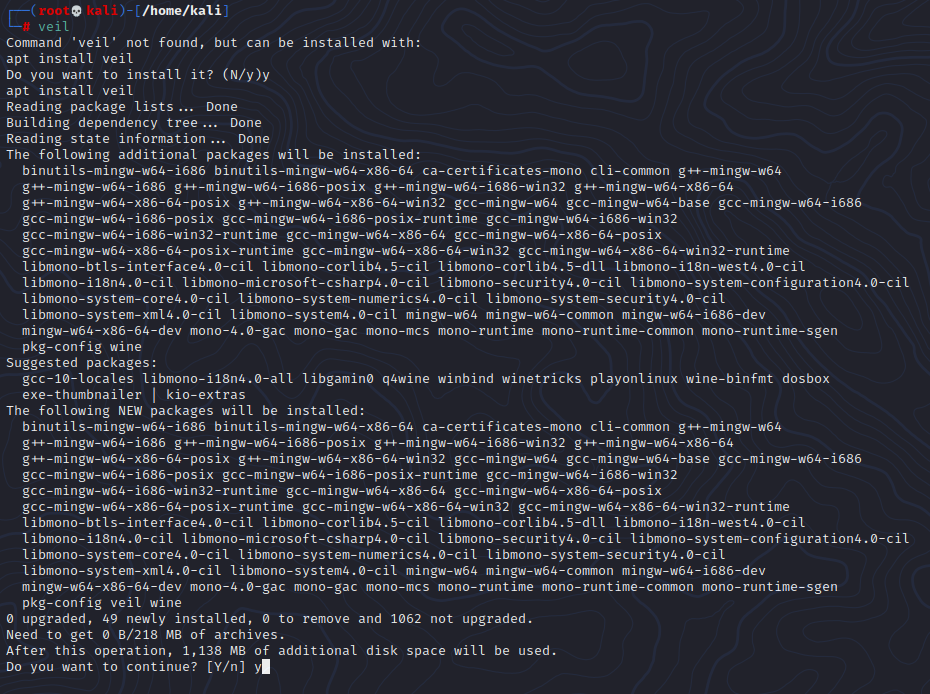 (root💀kali)-[/home/kali]
# veil
Command 'veil' not found, but can be installed with:
apt install veil
Do you want to install it? (N/y)y
apt install veil
Reading package lists... Done
Building dependency tree... Done
Reading state information... Done
The following additional packages will be installed:
binutils-mingw-w64-i686 binutils-mingw-w64-x86-64 ca-certificates-mono cli-common g++-mingw-w64
g++-mingw-w64-i686 g++-mingw-w64-i686-posix g++-mingw-w64-i686-win32 g++-mingw-w64-x86-64
g++-mingw-w64-x86-64-posix g++-mingw-w64-x86-64-win32 gcc-mingw-w64 gcc-mingw-w64-base gcc-mingw-w64-i686
gcc-mingw-w64-i686-posix gcc-mingw-w64-i686-posix-runtime gcc-mingw-w64-i686-win32
gcc-mingw-w64-i686-win32-runtime gcc-mingw-w64-x86-64 gcc-mingw-w64-x86-64-posix
gcc-mingw-w64-x86-64-posix-runtime gcc-mingw-w64-x86-64-win32 gcc-mingw-w64-x86-64-win32-runtime
libmono-btls-interface4.0-cil libmono-corlib4.5-cil libmono-corlib4.5-dll libmono-i18n-west4.0-cil
libmono-i18n4.0-cil libmono-microsoft-csharp4.0-cil libmono-security4.0-cil libmono-system-configuration4.0-cil
libmono-system-core4.0-cil libmono-system-numerics4.0-cil libmono-system-security4.0-cil
libmono-system-xml4.0-cil libmono-system4.0-cil mingw-w64 mingw-w64-common mingw-w64-i686-dev
mingw-w64-x86-64-dev mono-4.0-gac mono-gac mono-mcs mono-runtime mono-runtime-common mono-runtime-sgen
pkg-config wine
Suggested packages:
gcc-10-locales libmono-i18n4.0-all libgamin0 q4wine winbind winetricks playonlinux wine-binfmt dosbox
exe-thumbnailer | kio-extras
The following NEW packages will be installed:
binutils-mingw-w64-i686 binutils-mingw-w64-x86-64 ca-certificates-mono cli-common g++-mingw-w64
g++-mingw-w64-i686 g++-mingw-w64-i686-posix g++-mingw-w64-i686-win32 g++-mingw-w64-x86-64
g++-mingw-w64-x86-64-posix g++-mingw-w64-x86-64-win32 gcc-mingw-w64 gcc-mingw-w64-base gcc-mingw-w64-i686
gcc-mingw-w64-i686-posix gcc-mingw-w64-i686-posix-runtime gcc-mingw-w64-i686-win32
gcc-mingw-w64-i686-win32-runtime gcc-mingw-w64-x86-64 gcc-mingw-w64-x86-64-posix
gcc-mingw-w64-x86-64-posix-runtime gcc-mingw-w64-x86-64-win32 gcc-mingw-w64-x86-64-win32-runtime
libmono-btls-interface4.0-cil libmono-corlib4.5-cil libmono-corlib4.5-dll libmono-i18n-west4.0-cil
libmono-i18n4.0-cil libmono-microsoft-csharp4.0-cil libmono-security4.0-cil libmono-system-configuration4.0-cil
libmono-system-core4.0-cil libmono-system-numerics4.0-cil libmono-system-security4.0-cil
libmono-system-xml4.0-cil libmono-system4.0-cil mingw-w64 mingw-w64-common mingw-w64-i686-dev
mingw-w64-x86-64-dev mono-4.0-gac mono-gac mono-mcs mono-runtime mono-runtime-common mono-runtime-sgen
pkg-config veil wine
0 upgraded, 49 newly installed, 0 to remove and 1062 not upgraded.
Need to get 0 B/218 MB of archives.
After this operation, 1,138 MB of additional disk space will be used.
Do you want to continue? [Y/n] y